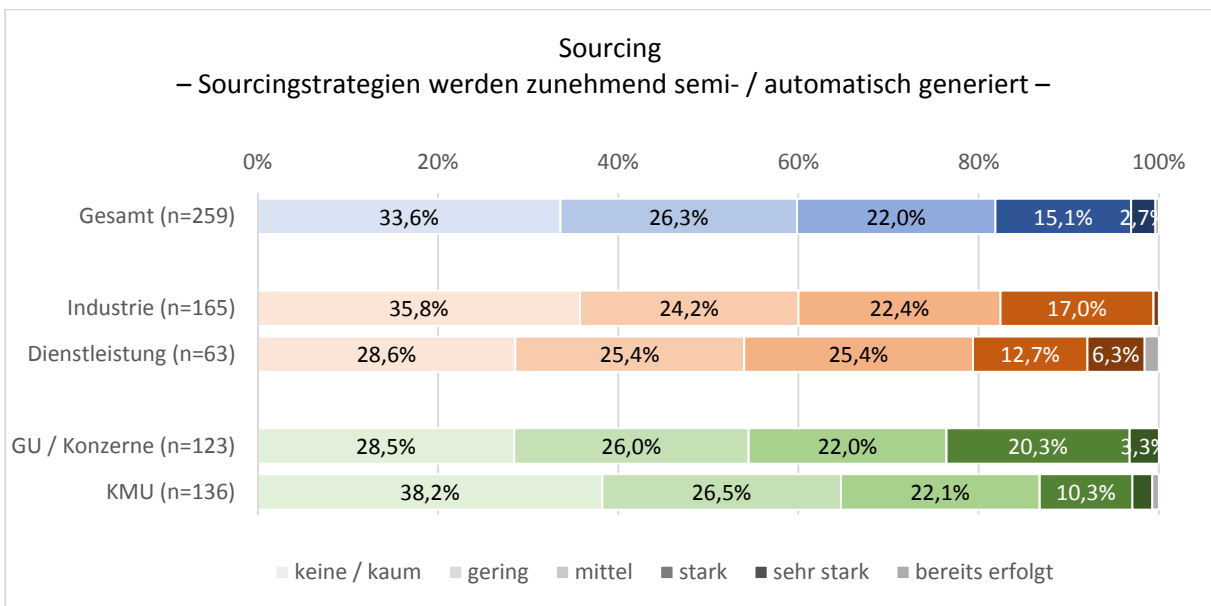 Sourcing
– Sourcingstrategien werden zunehmend semi- / automatisch generiert –
0% 20% 40% 60% 80% 100%
Gesamt (n=259) 33,6% 26,3% 22,0% 15,1% 2,7%
Industrie (n=165) 35,8% 24,2% 22,4% 17,0%
Dienstleistung (n=63) 28,6% 25,4% 25,4% 12,7% 6,3%
GU / Konzerne (n=123) 28,5% 26,0% 22,0% 20,3% 3,3%
KMU (n=136) 38,2% 26,5% 22,1% 10,3%
keine / kaum gering mittel stark sehr stark bereits erfolgt